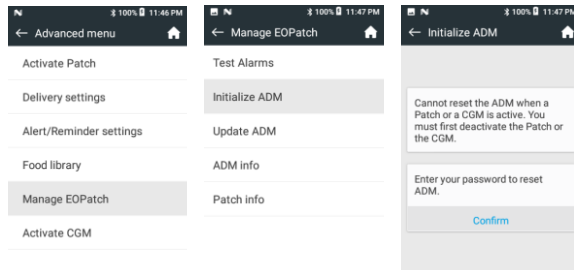 100% 11:46 PM
← Advanced menu
Activate Patch
Delivery settings
Alert/Reminder settings
Food library
Manage EOPatch
Activate CGM
100% 11:47 PM
← Manage EOPatch
Test Alarms
Initialize ADM
Update ADM
ADM info
Patch info
100% 11:47 PM
← Initialize ADM
Cannot reset the ADM when a
Patch or a CGM is active. You
must first deactivate the Patch or
the CGM.
Enter your password to reset
ADM.
Confirm